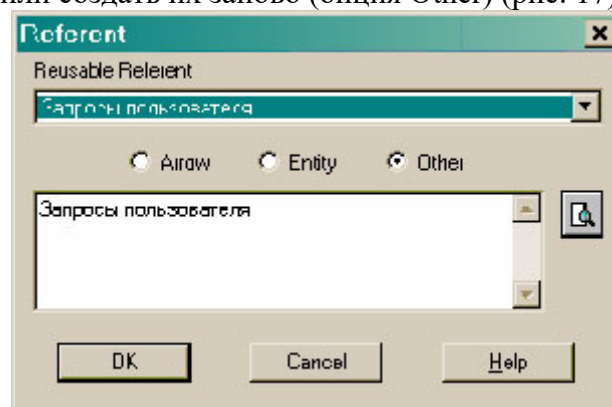 или создать их заново (опция Other) (рис. 17)
Referent
Reusable Referent
Запросы пользователя
Arrow Entity Other
Запросы пользователя
OK Cancel Help